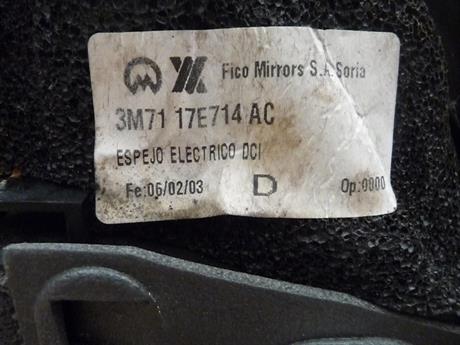 Fico Mirrors S.A.Soria
3M71 17E714 AC
ESPEJO ELECTRICO DCI
Fe:06/02/03 D Op:0000